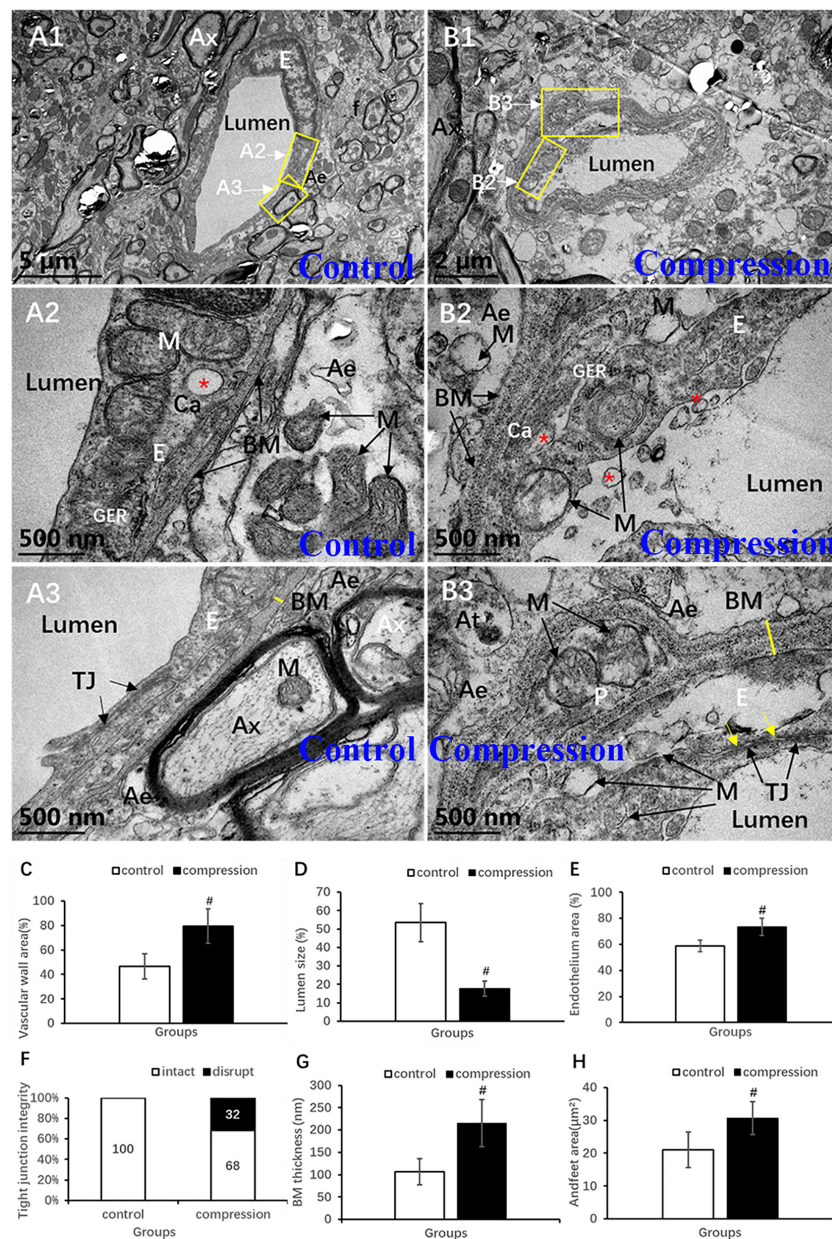 A1
Ax
E
Lumen
A2
A3
Ae
f
5 µm
Control
B1
B3
Ax
B2
Lumen
2 µm
Compression
A2
M
Lumen
*
Ca
Ae
E
BM
M
GER
500 nm
Control
B2
M
Ae
M
E
GER
BM
Ca
*
*
*
Lumen
M
500 nm
Compression
A3
Ae
E
BM
Lumen
Ax
TJ
M
Ax
Ae
500 nm
Control
B3
M
Ae
BM
At
Ae
P
E
Compression
M
TJ
Lumen
500 nm
C
control compression
Vascular wall area(%)
100
80
60
40
20
0
#
Groups
D
control compression
Lumen size (%)
70
60
50
40
30
20
10
0
#
Groups
E
control compression
Endothelium area (%)
100
80
60
40
20
0
#
Groups
F
intact disrupt
Tight junction integrity
100%
80%
60%
40%
20%
0%
100
32
68
control compression
Groups
G
control compression
BM thickness (nm)
300
250
200
150
100
50
0
#
Groups
H
control compression
Andfeet area(µm²)
40
30
20
10
0
#
Groups